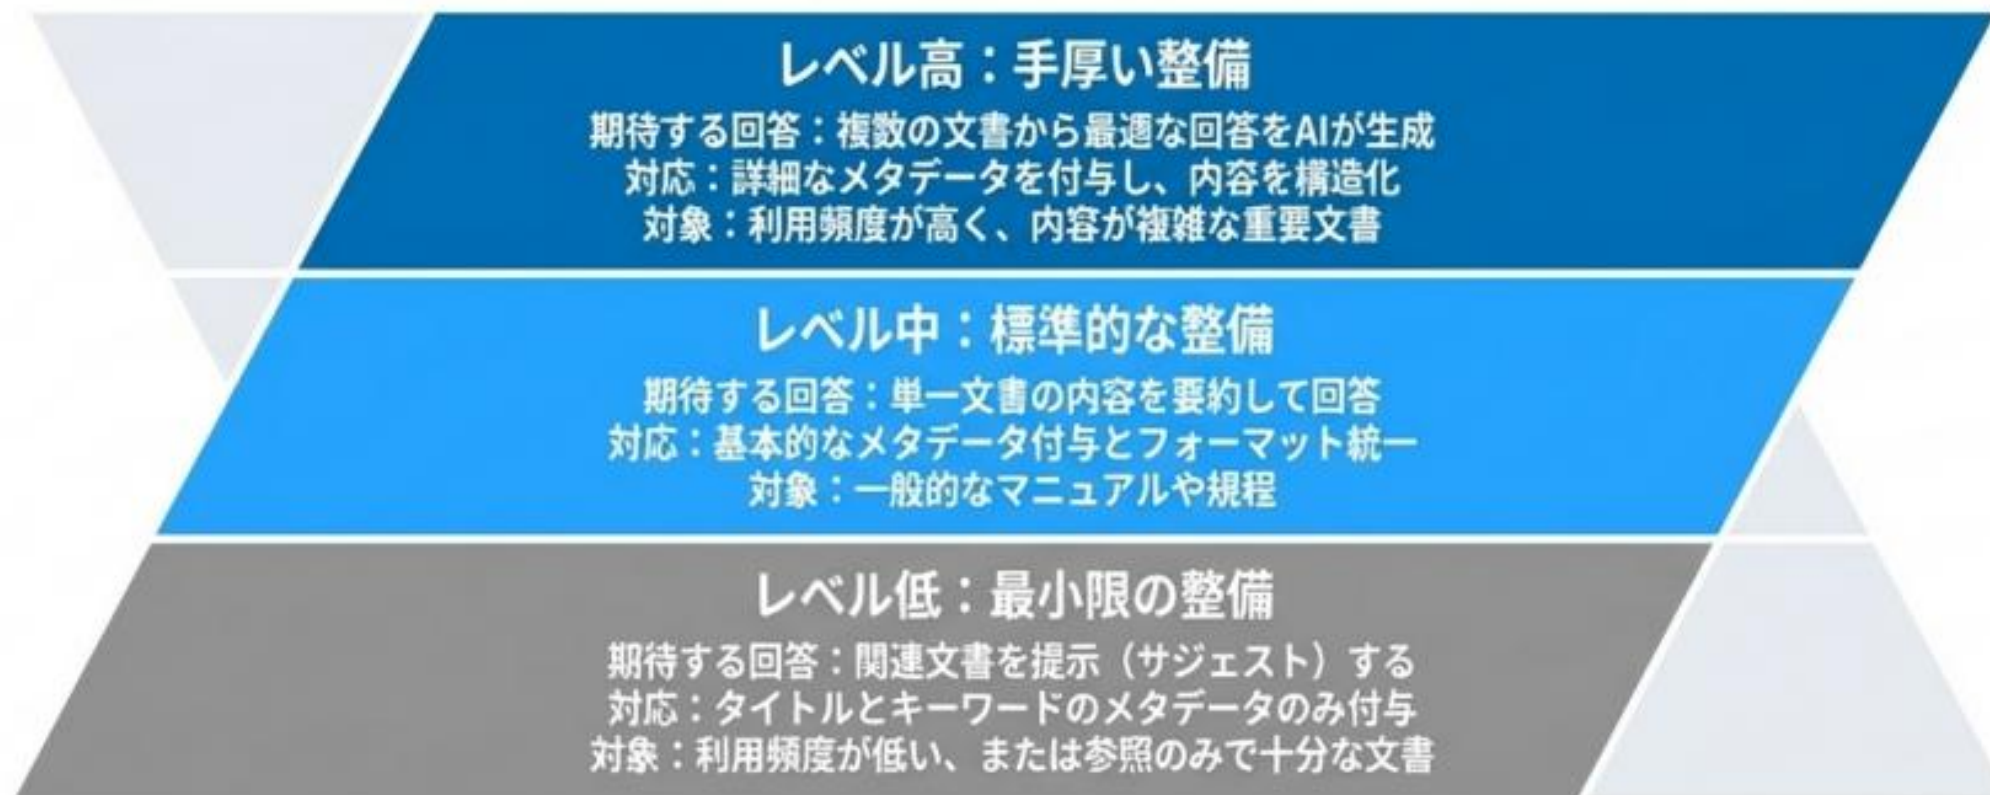 レベル高：手厚い整備
期待する回答：複数の文書から最適な回答をAIが生成
対応：詳細なメタデータを付与し、内容を構造化
対象：利用頻度が高く、内容が複雑な重要文書
レベル中：標準的な整備
期待する回答：単一文書の内容を要約して回答
対応：基本的なメタデータ付与とフォーマット統一
対象：一般的なマニュアルや規程
レベル低：最小限の整備
期待する回答：関連文書を提示（サジェスト）する
対応：タイトルとキーワードのメタデータのみ付与
対象：利用頻度が低い、または参照のみで十分な文書